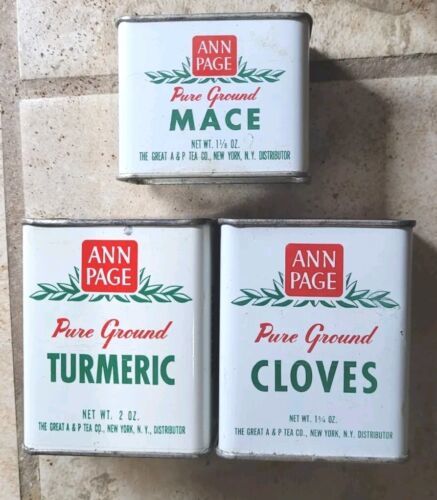 ANN
PAGE
Pure Ground
MACE
NET WT. 1⅛ OZ.
THE GREAT A & P TEA CO., NEW YORK, N.Y. DISTRIBUTOR
ANN
PAGE
Pure Ground
TURMERIC
NET WT. 2 OZ.
THE GREAT A & P TEA CO., NEW YORK, N.Y., DISTRIBUTOR
ANN
PAGE
Pure Ground
CLOVES
NET WT. 1¾ OZ.
THE GREAT A & P TEA CO., NEW YORK, N.Y. DISTRIBUTOR